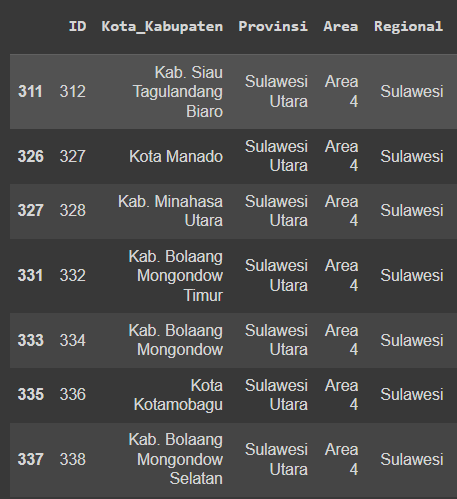 ID Kota_Kabupaten Provinsi Area Regional
311 312 Kab. Siau Tagulandang Biaro Sulawesi Utara Area 4 Sulawesi
326 327 Kota Manado Sulawesi Utara Area 4 Sulawesi
327 328 Kab. Minahasa Utara Sulawesi Utara Area 4 Sulawesi
331 332 Kab. Bolaang Mongondow Timur Sulawesi Utara Area 4 Sulawesi
333 334 Kab. Bolaang Mongondow Sulawesi Utara Area 4 Sulawesi
335 336 Kota Kotamobagu Sulawesi Utara Area 4 Sulawesi
337 338 Kab. Bolaang Mongondow Selatan Sulawesi Utara Area 4 Sulawesi